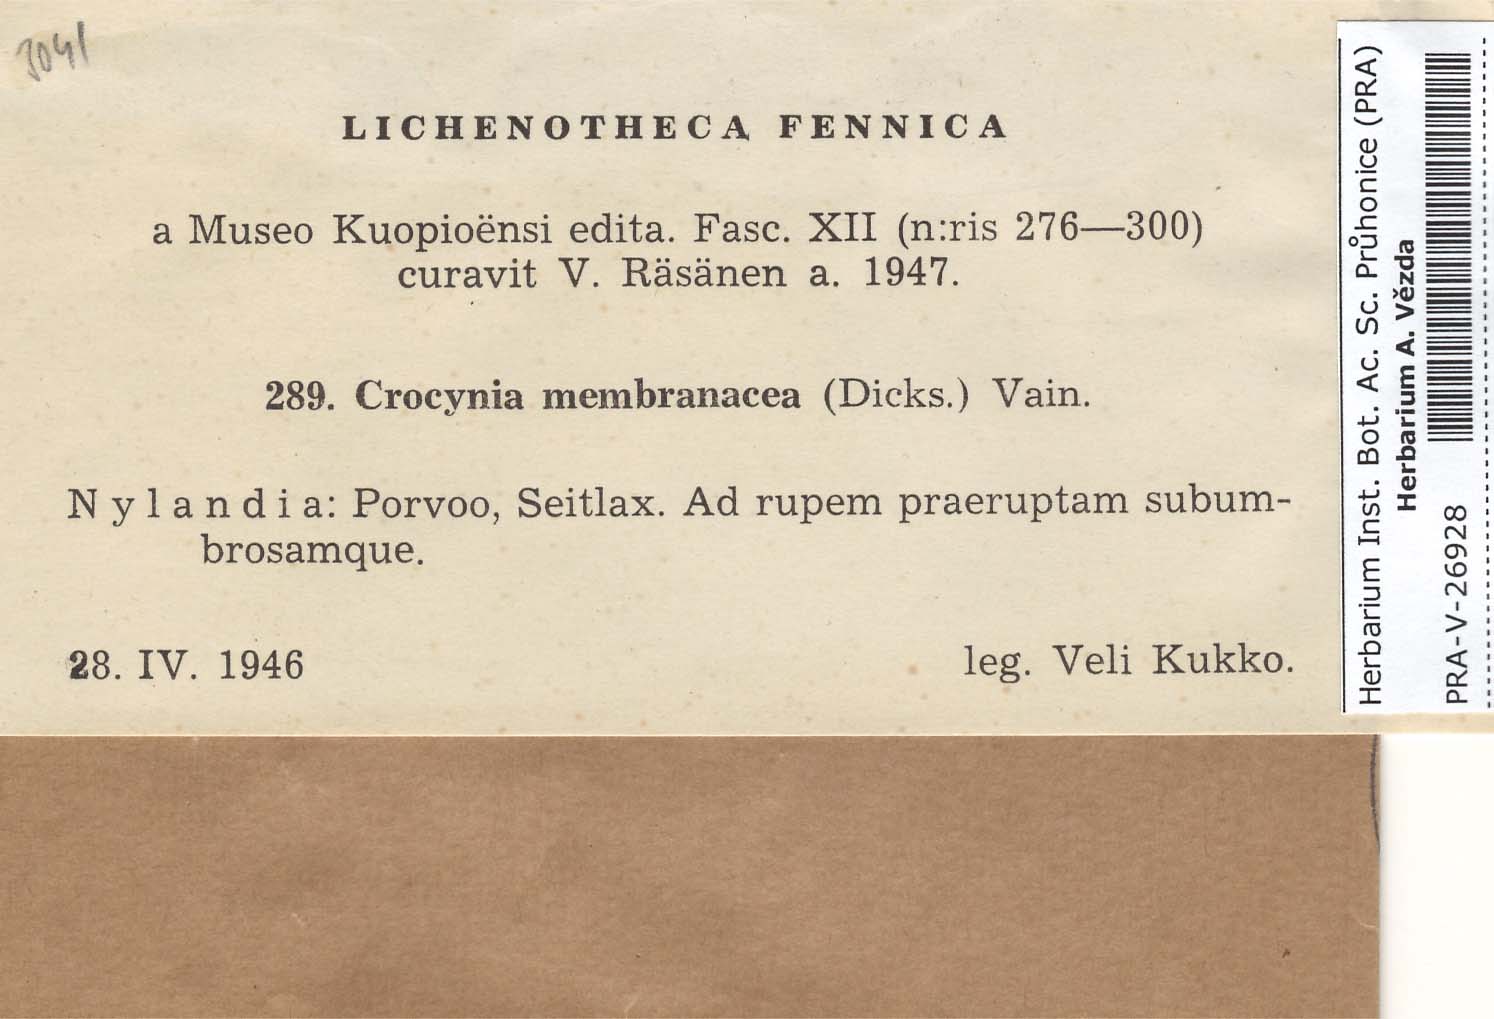 3041
LICHENOTHECA FENNICA
a Museo Kuopioënsi edita. Fasc. XII (n:ris 276—300)
curavit V. Räsänen a. 1947.
289. Crocynia membranacea (Dicks.) Vain.
Nylandia: Porvoo, Seitlax. Ad rupem praeruptam subum-
brosamque.
28. IV. 1946
leg. Veli Kukko.
Herbarium Inst. Bot. Ac. Sc. Průhonice (PRA)
Herbarium A. Vězda
PRA-V-26928